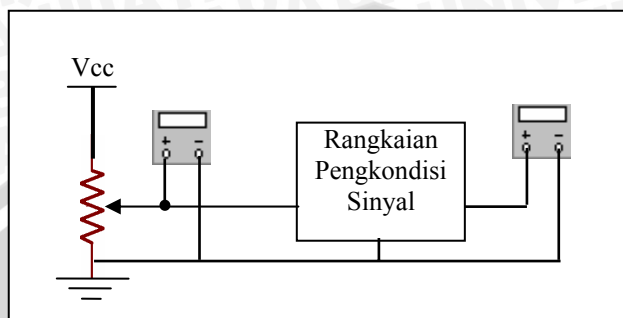 Vcc
+ -
Rangkaian
Pengkondisi
Sinyal
+ -